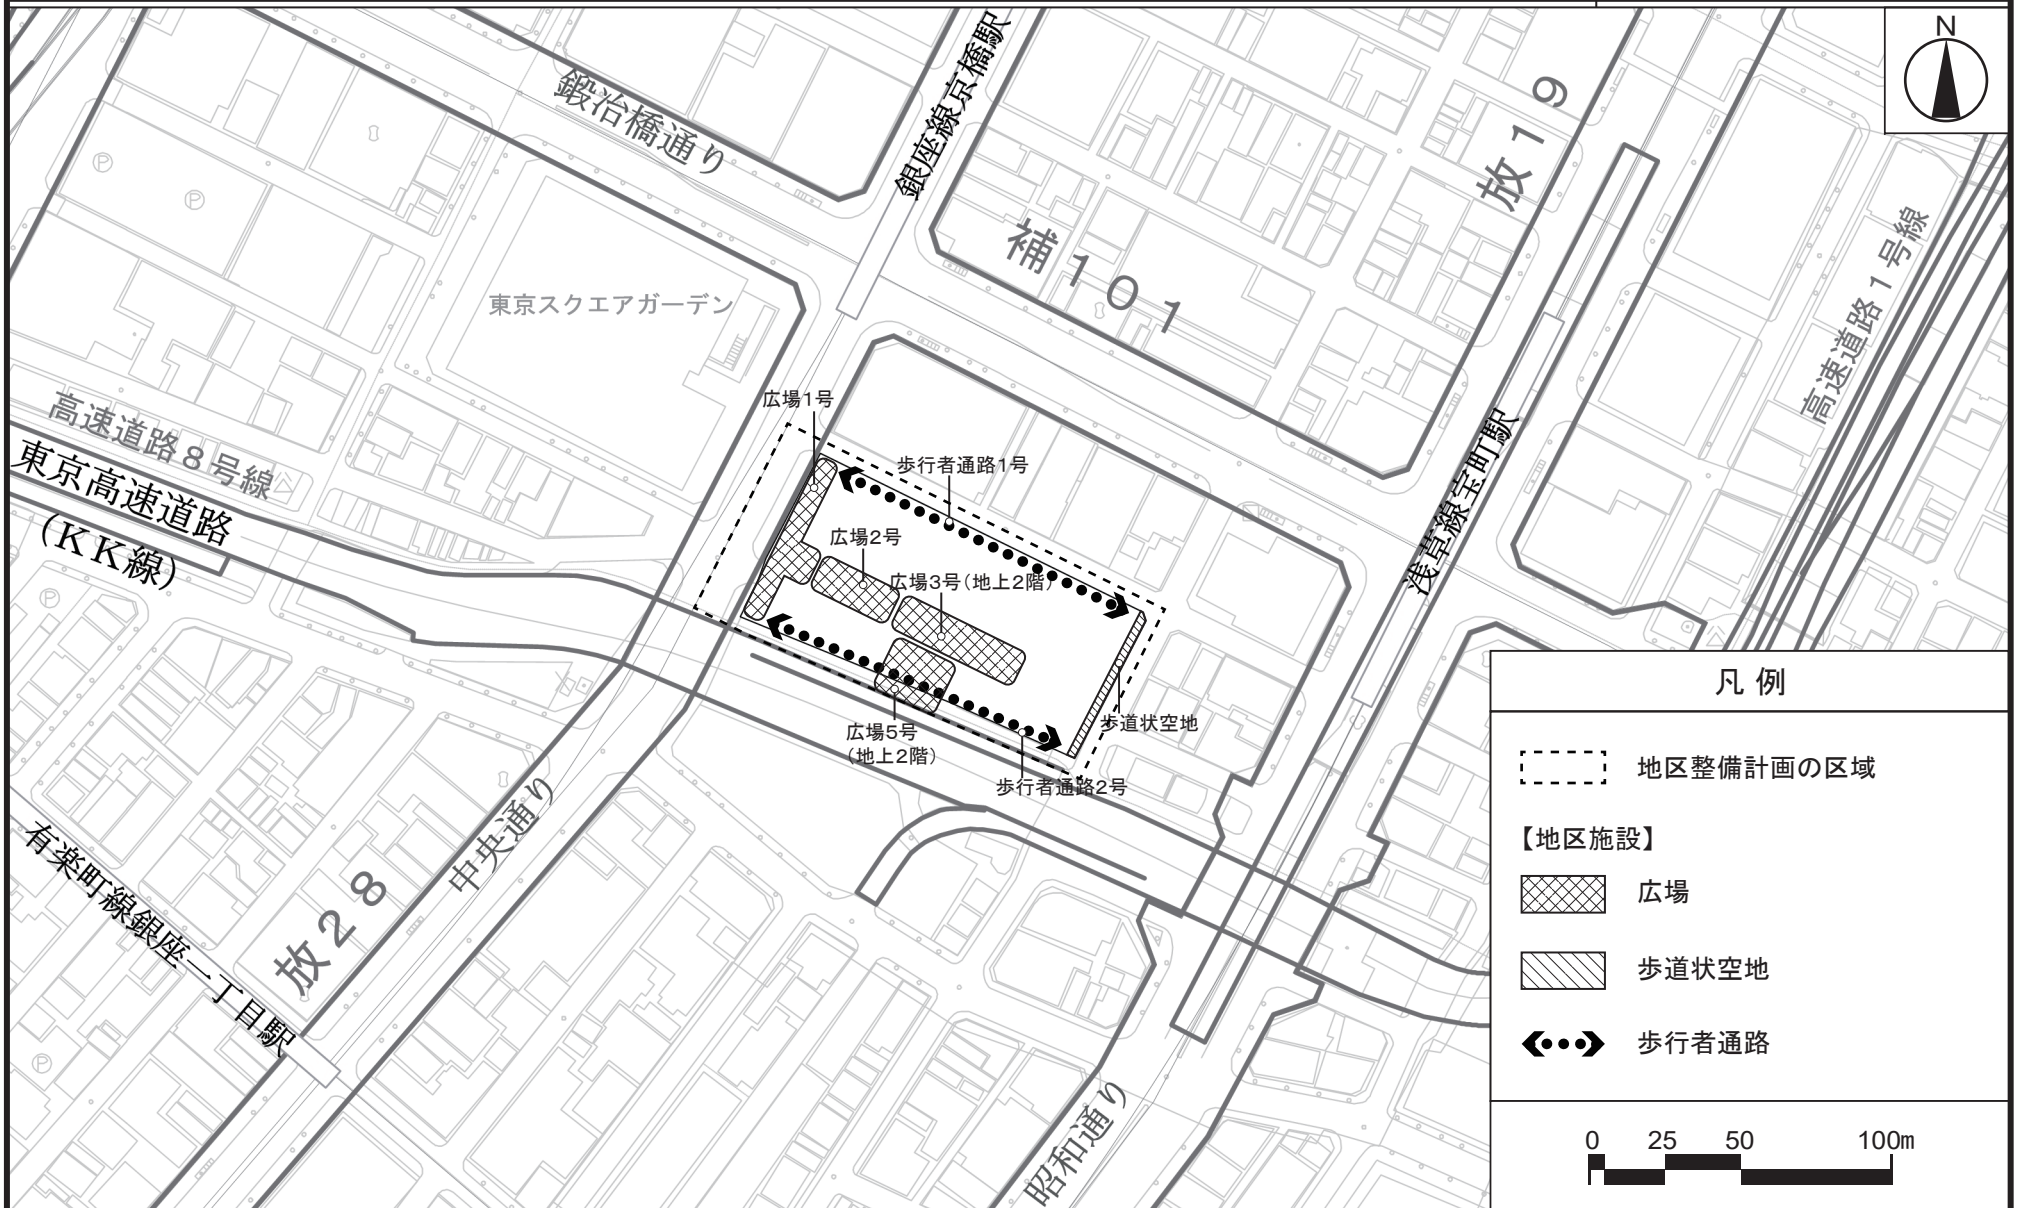 N
鍛冶橋通り
銀座線京橋駅
放19
補101
高速道路1号線
東京スクエアガーデン
広場1号
高速道路8号線
東京高速道路
(KK線)
歩行者通路1号
浅草線宝町駅
広場2号
広場3号(地上2階)
歩道状空地
広場5号
(地上2階)
歩行者通路2号
中央通り
有楽町線銀座一丁目駅
放28
昭和通り
P
P
P
P
凡例
地区整備計画の区域
【地区施設】
広場
歩道状空地
歩行者通路
0 25 50 100m